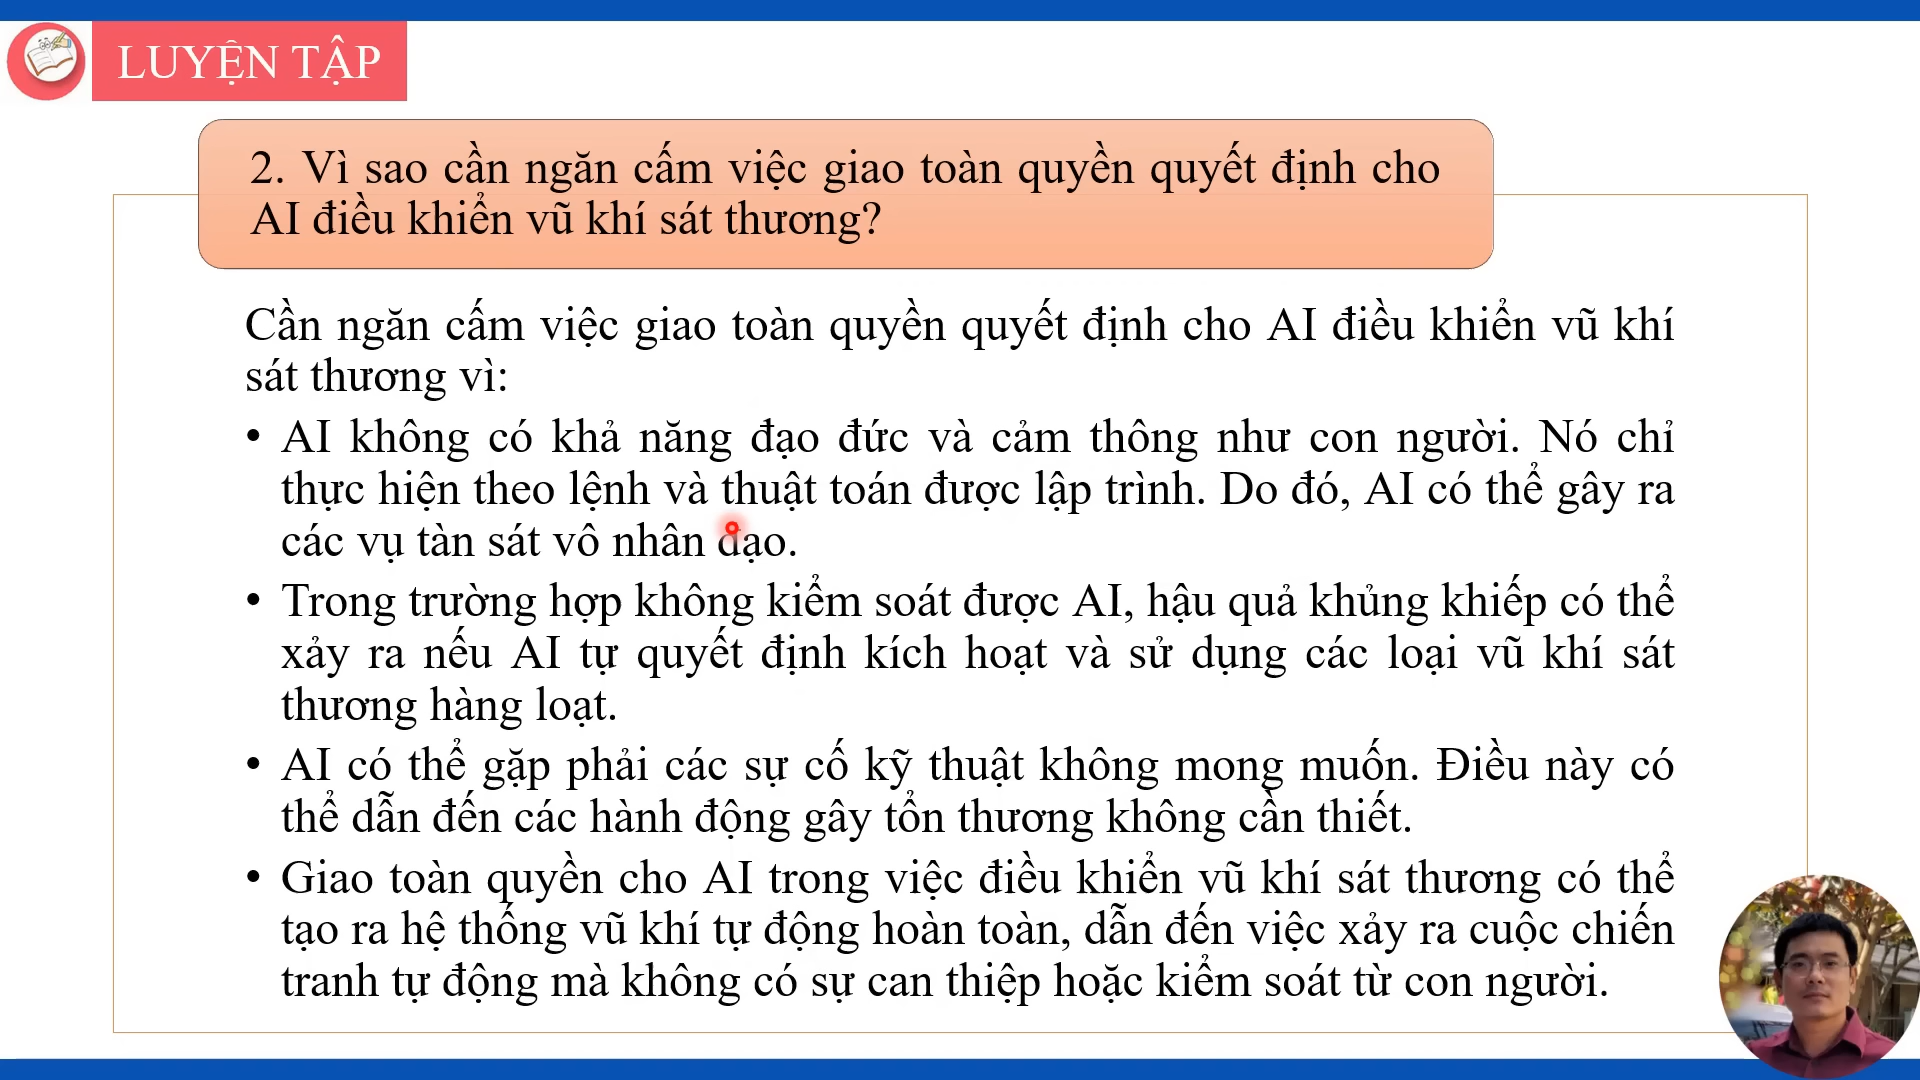 LUYỆN TẬP
2. Vì sao cần ngăn cấm việc giao toàn quyền quyết định cho
AI điều khiển vũ khí sát thương?
Cần ngăn cấm việc giao toàn quyền quyết định cho AI điều khiển vũ khí
sát thương vì:
• AI không có khả năng đạo đức và cảm thông như con người. Nó chỉ
thực hiện theo lệnh và thuật toán được lập trình. Do đó, AI có thể gây ra
các vụ tàn sát vô nhân đạo.
• Trong trường hợp không kiểm soát được AI, hậu quả khủng khiếp có thể
xảy ra nếu AI tự quyết định kích hoạt và sử dụng các loại vũ khí sát
thương hàng loạt.
• AI có thể gặp phải các sự cố kỹ thuật không mong muốn. Điều này có
thể dẫn đến các hành động gây tổn thương không cần thiết.
• Giao toàn quyền cho AI trong việc điều khiển vũ khí sát thương có thể
tạo ra hệ thống vũ khí tự động hoàn toàn, dẫn đến việc xảy ra cuộc chiến
tranh tự động mà không có sự can thiệp hoặc kiểm soát từ con người.